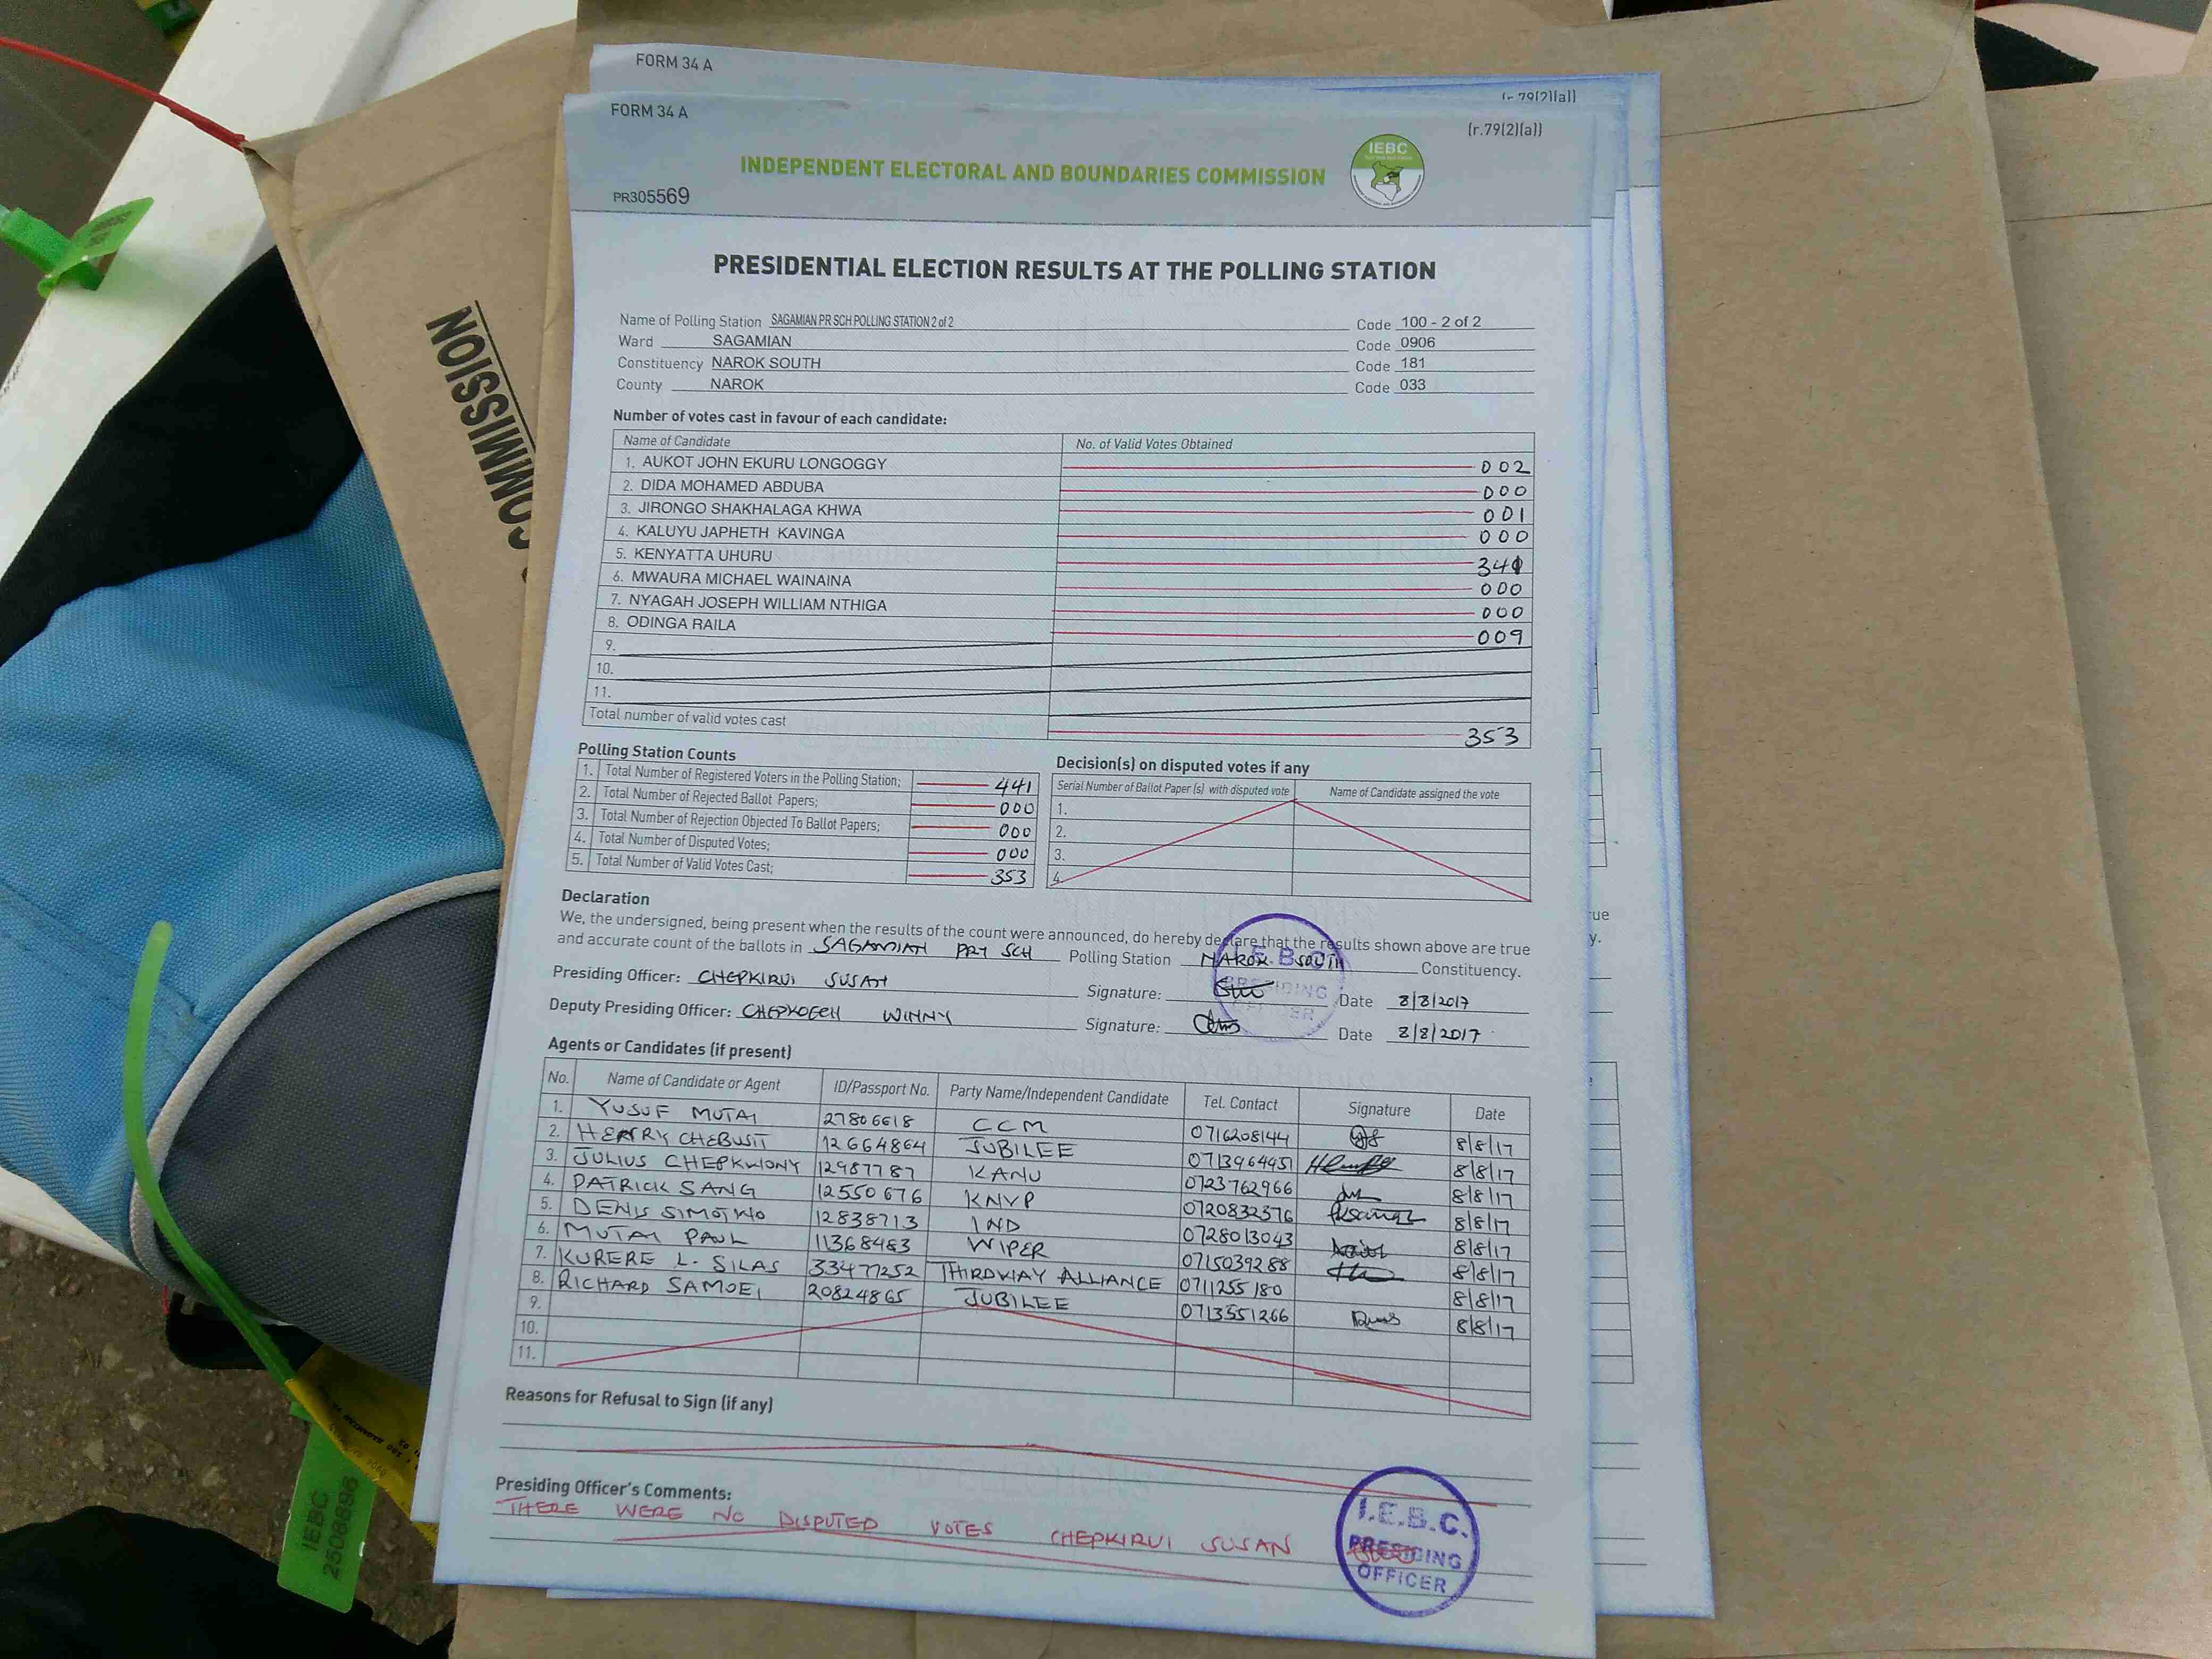 FORM 34 A
(r.79(2)(a))
FORM 34 A
(r.79(2)(a))
INDEPENDENT ELECTORAL AND BOUNDARIES COMMISSION
IEBC
PR305569
COMMISSION
PRESIDENTIAL ELECTION RESULTS AT THE POLLING STATION
Name of Polling Station SAGAMIAN PR SCH POLLING STATION 2 of 2 Code 100 - 2 of 2
Ward SAGAMIAN Code 0906
Constituency NAROK SOUTH Code 181
County NAROK Code 033
Number of votes cast in favour of each candidate:
Name of Candidate No. of Valid Votes Obtained
1. AUKOT JOHN EKURU LONGOGGY 002
2. DIDA MOHAMED ABDUBA 000
3. JIRONGO SHAKHALAGA KHWA 001
4. KALUYU JAPHETH KAVINGA 000
5. KENYATTA UHURU 341
6. MWAURA MICHAEL WAINAINA 000
7. NYAGAH JOSEPH WILLIAM NTHIGA 000
8. ODINGA RAILA 009
9.
10.
11.
Total number of valid votes cast 353
Polling Station Counts
1. Total Number of Registered Voters in the Polling Station; 441
2. Total Number of Rejected Ballot Papers; 000
3. Total Number of Rejection Objected To Ballot Papers; 000
4. Total Number of Disputed Votes; 000
5. Total Number of Valid Votes Cast; 353
Decision(s) on disputed votes if any
Serial Number of Ballot Paper (s) with disputed vote Name of Candidate assigned the vote
1.
2.
3.
4.
Declaration
We, the undersigned, being present when the results of the count were announced, do hereby declare that the results shown above are true
and accurate count of the ballots in SAGAMIAN PRY SCH Polling Station NAROK SOUTH Constituency.
Presiding Officer: CHEPKIRUI SUSAN Signature: Date 8/8/2017
Deputy Presiding Officer: CHEPKOECH WINNY Signature: Date 8/8/2017
I.E.B.C
PRESIDING
OFFICER
Agents or Candidates (if present)
No. Name of Candidate or Agent ID/Passport No. Party Name/Independent Candidate Tel. Contact Signature Date
1. YUSUF MUTAI 27806618 CCM 0716208144 8/8/17
2. HENRY CHEBUSIT 12664864 JUBILEE 0713964951 8/8/17
3. JULIUS CHEPKWONY 12987787 KANU 0723762966 8/8/17
4. PATRICK SANG 12550676 KNVP 0720832376 8/8/17
5. DENIS 12838713 IND 0728013043 8/8/17
6. MUTAI PAUL 11368483 WIPER 0715039288 8/8/17
7. KURERE L. SILAS 33477252 THIRDWAY ALLIANCE 0711255180 8/8/17
8. RICHARD SAMOEI 20824865 JUBILEE 0713551266 8/8/17
9.
10.
11.
Reasons for Refusal to Sign (if any)
Presiding Officer's Comments:
THERE WERE NO DISPUTED VOTES CHEPKIRUI SUSAN
I.E.B.C.
PRESIDING
OFFICER
IEBC